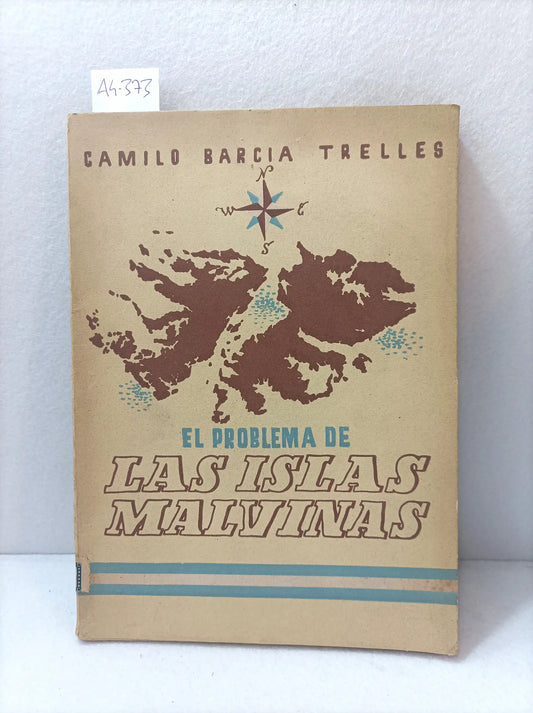 A4-373
CAMILO BARCIA TRELLES
N
W E
S
EL PROBLEMA DE
LAS ISLAS
MALVINAS